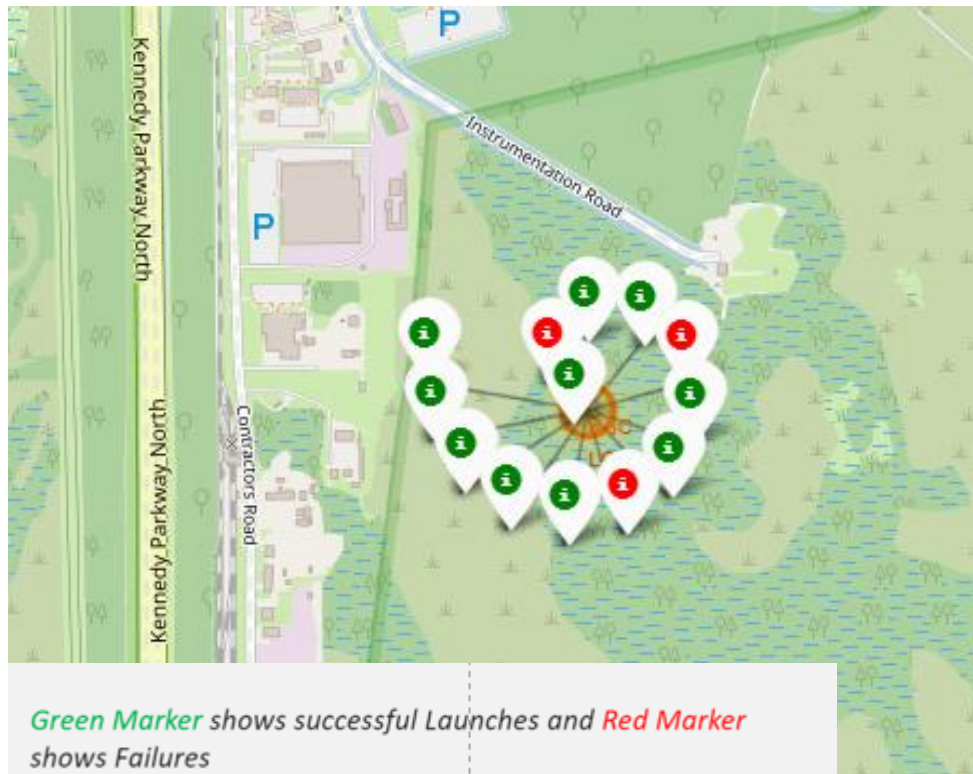 P
Kennedy Parkway North
Instrumentation Road
P
Contractors Road
Kennedy Parkway North
Green Marker shows successful Launches and Red Marker
shows Failures